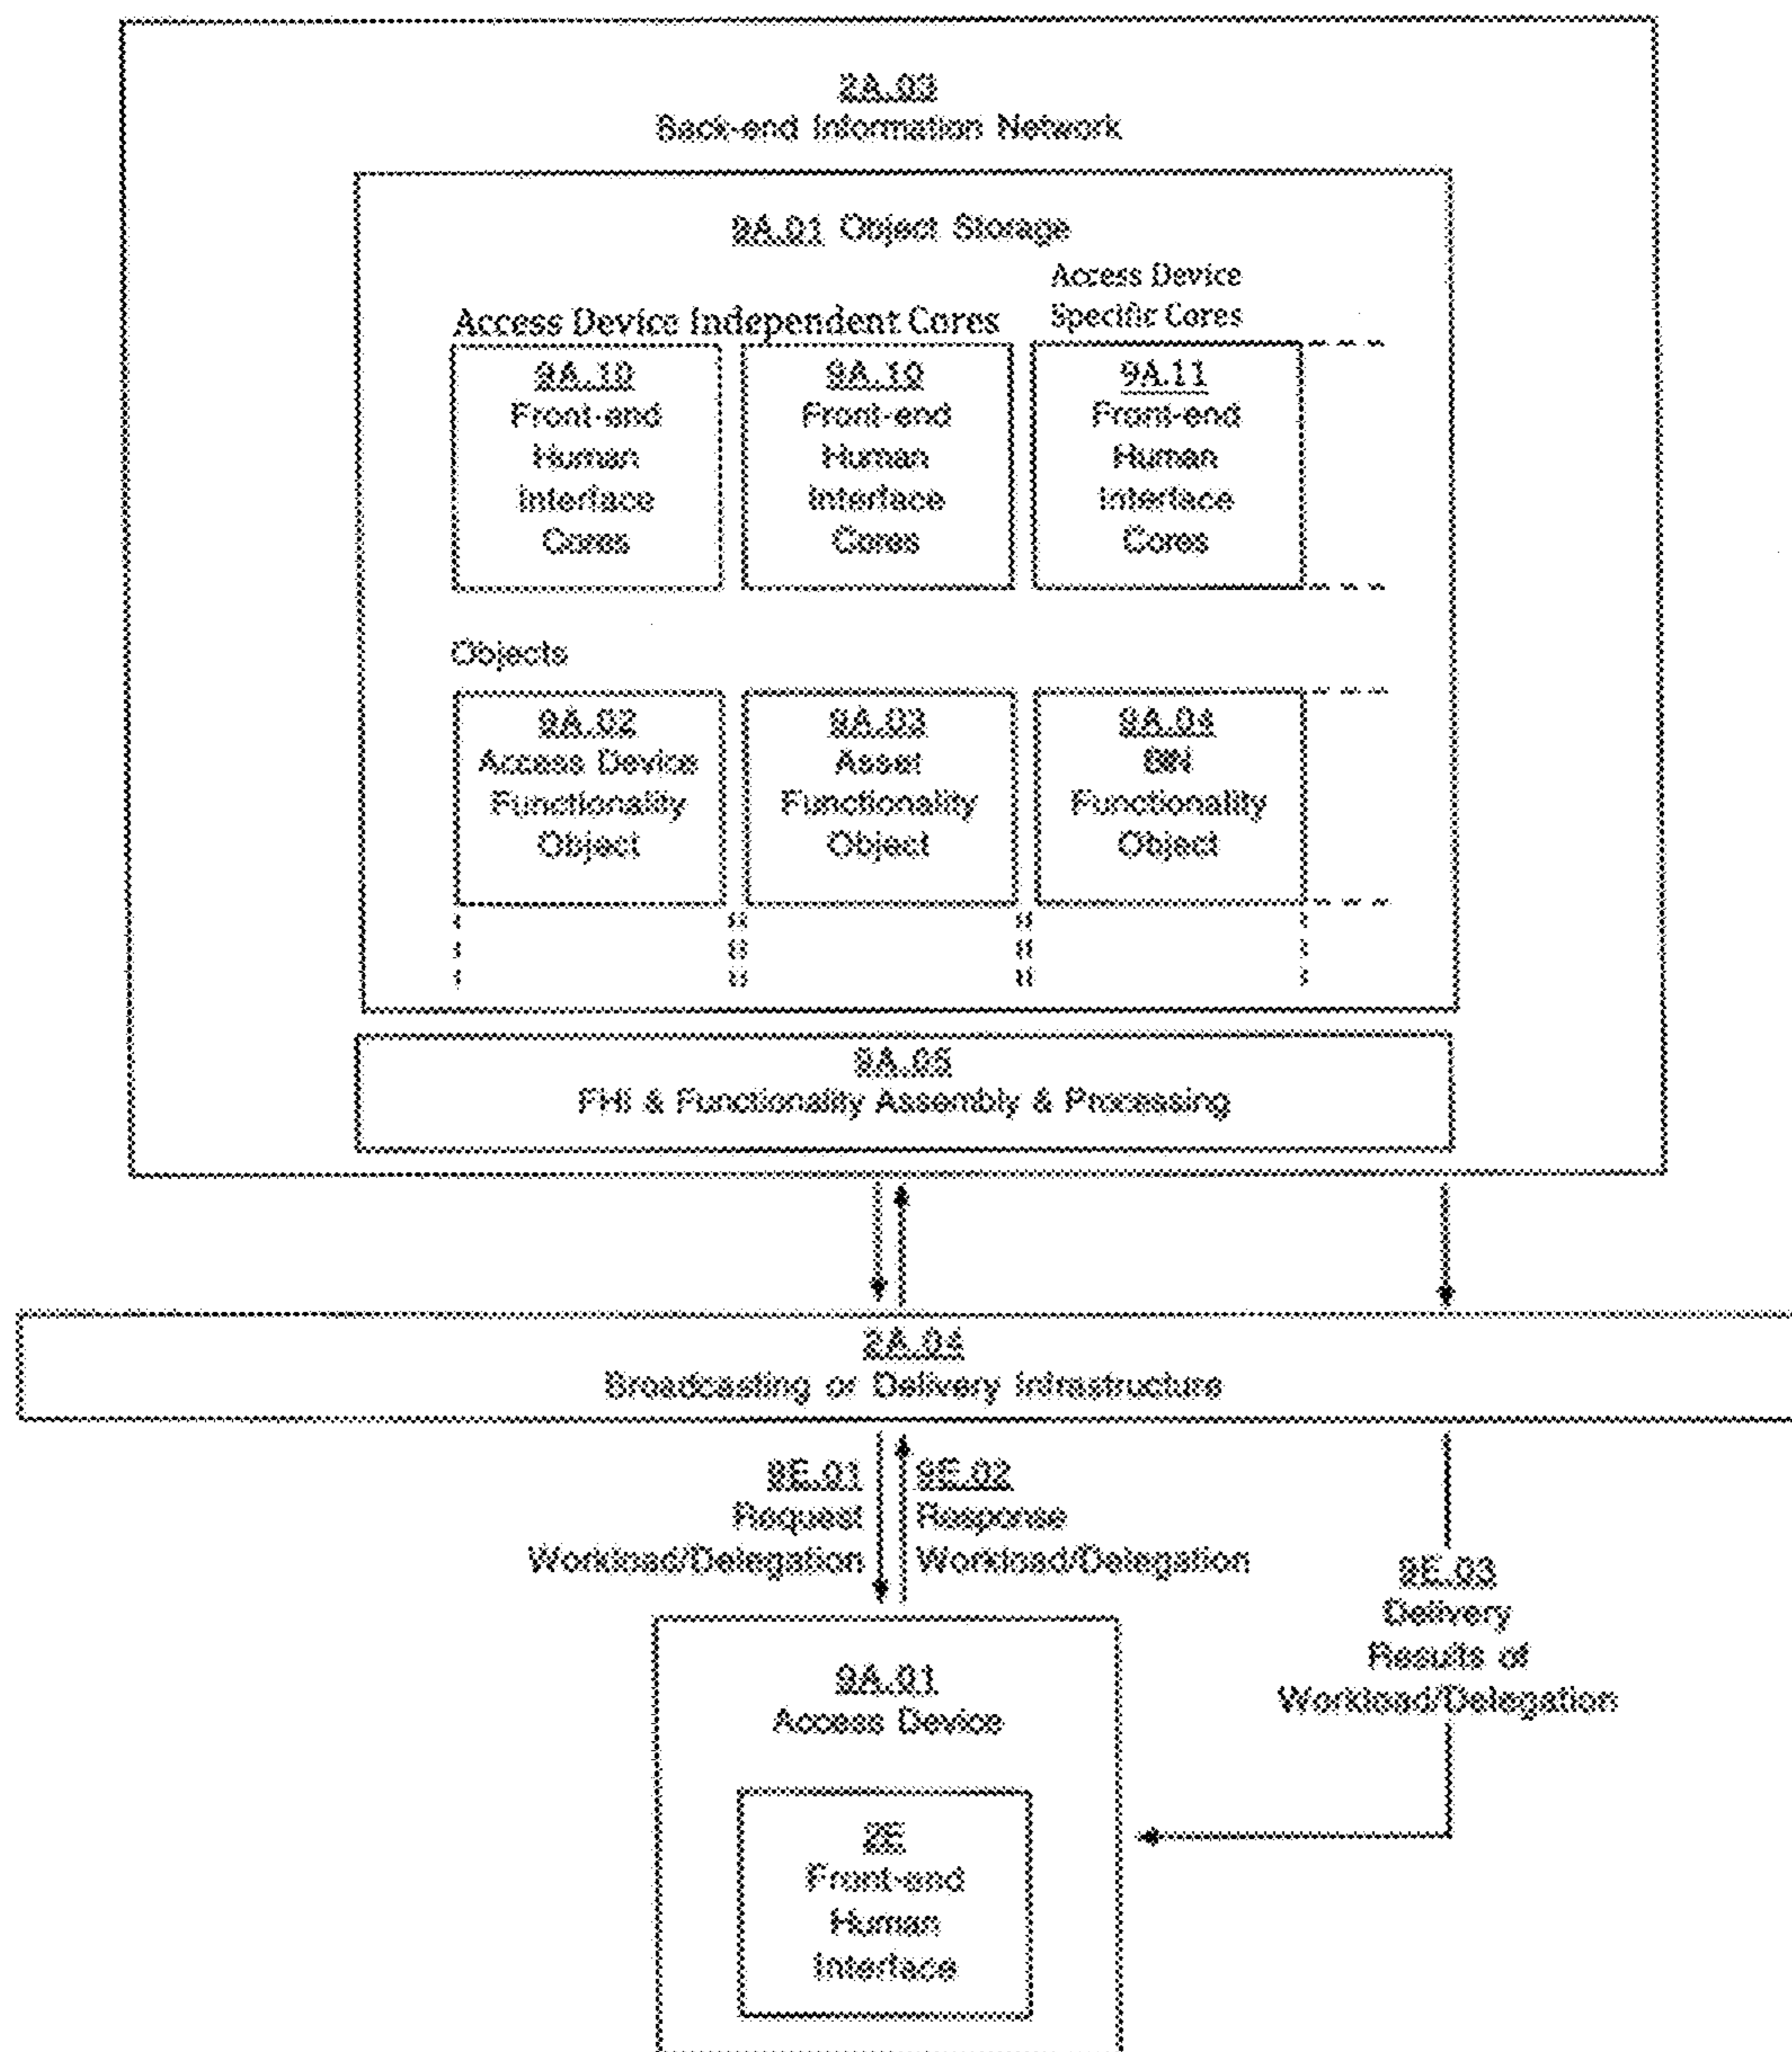 2A.03
Back-end Information Network
9A.01 Object Storage
Access Device
Specific Cores
Access Device Independent Cores
9A.10
Front-end
Human
Interface
Cores
9A.10
Front-end
Human
Interface
Cores
9A.11
Front-end
Human
Interface
Cores
Objects
9A.02
Access Device
Functionality
Object
9A.03
Asset
Functionality
Object
9A.04
BIN
Functionality
Object
9A.05
FHI & Functionality Assembly & Processing
2A.04
Broadcasting or Delivery Infrastructure
9E.01
Request
Workload/Delegation
9E.02
Response
Workload/Delegation
9E.03
Delivery
Results of
Workload/Delegation
9A.01
Access Device
2E
Front-end
Human
Interface